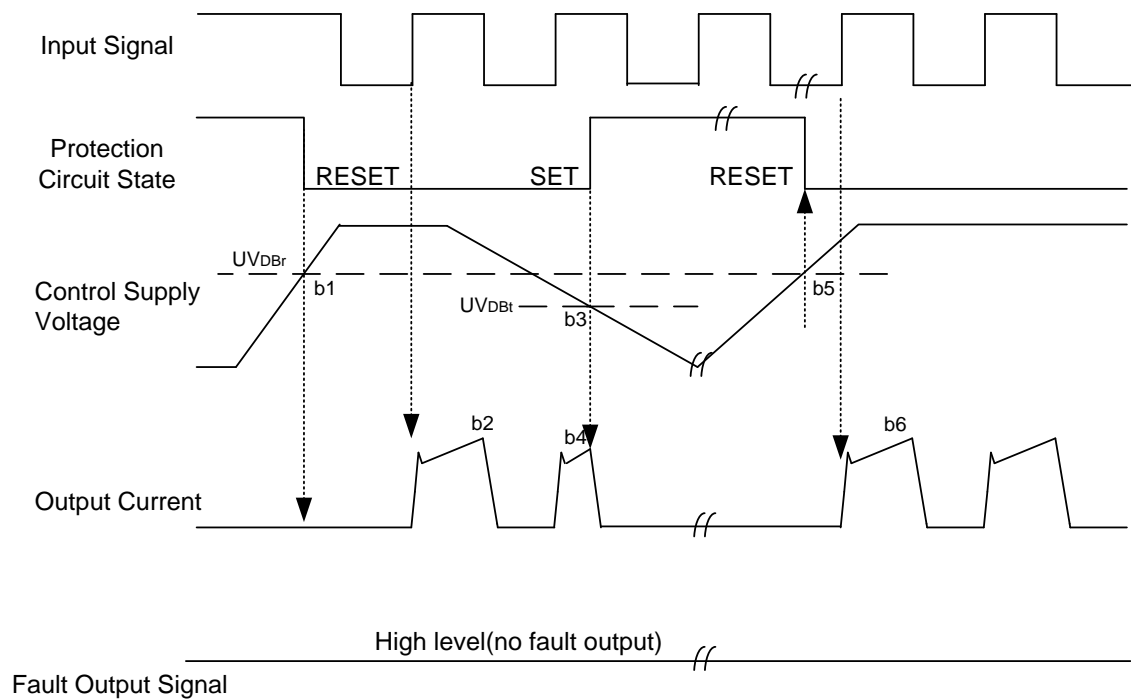 Input Signal
Protection
Circuit State
RESET
SET
RESET
UVDBr
b1
b5
Control Supply
Voltage
UVDBt
b3
b2
b4
b6
Output Current
High level(no fault output)
Fault Output Signal